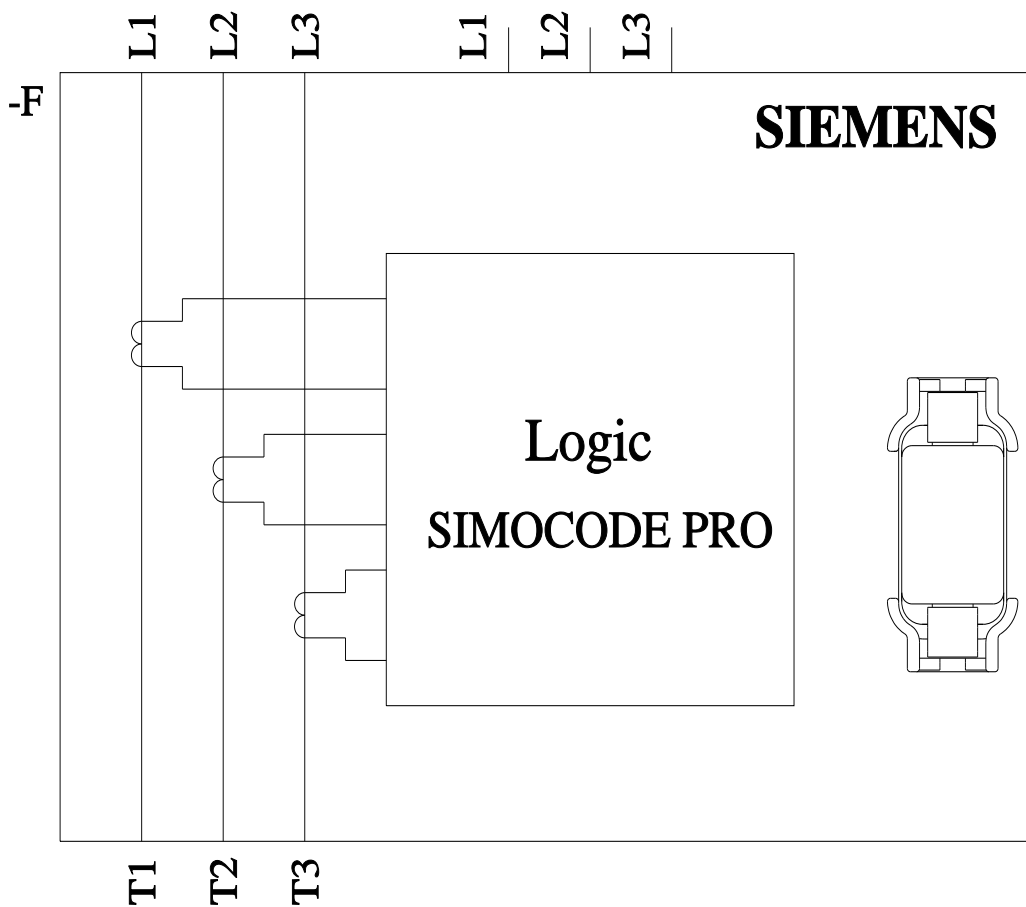 L1 L2 L3 L1 L2 L3
-F
SIEMENS
Logic
SIMOCODE PRO
T1 T2 T3